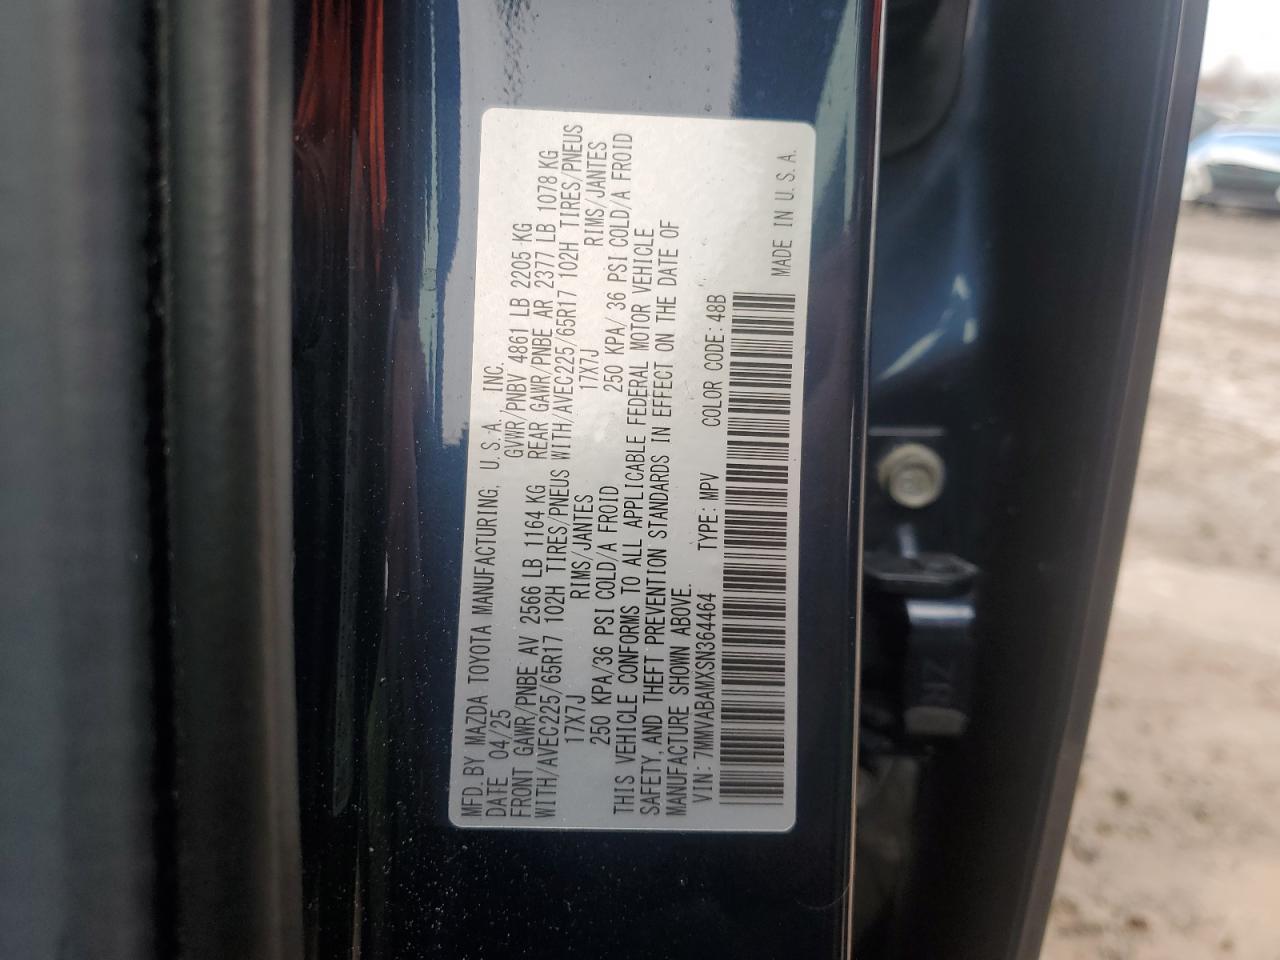 MFD. BY MAZDA TOYOTA MANUFACTURING, U.S.A., INC.
DATE 04/25 GVWR/PNBV 4861 LB 2205 KG
FRONT GAWR/PNBE AV 2566 LB 1164 KG REAR GAWR/PNBE AR 2377 LB 1078 KG
WITH/AVEC225/65R17 102H TIRES/PNEUS WITH/AVEC225/65R17 102H TIRES/PNEUS
17X7J RIMS/JANTES 17X7J RIMS/JANTES
250 KPA/36 PSI COLD/A FROID 250 KPA/ 36 PSI COLD/A FROID
THIS VEHICLE CONFORMS TO ALL APPLICABLE FEDERAL MOTOR VEHICLE
SAFETY, AND THEFT PREVENTION STANDARDS IN EFFECT ON THE DATE OF
MANUFACTURE SHOWN ABOVE.
VIN: 7MMVABAMXSN364464 TYPE: MPV COLOR CODE: 48B
MADE IN U.S.A.